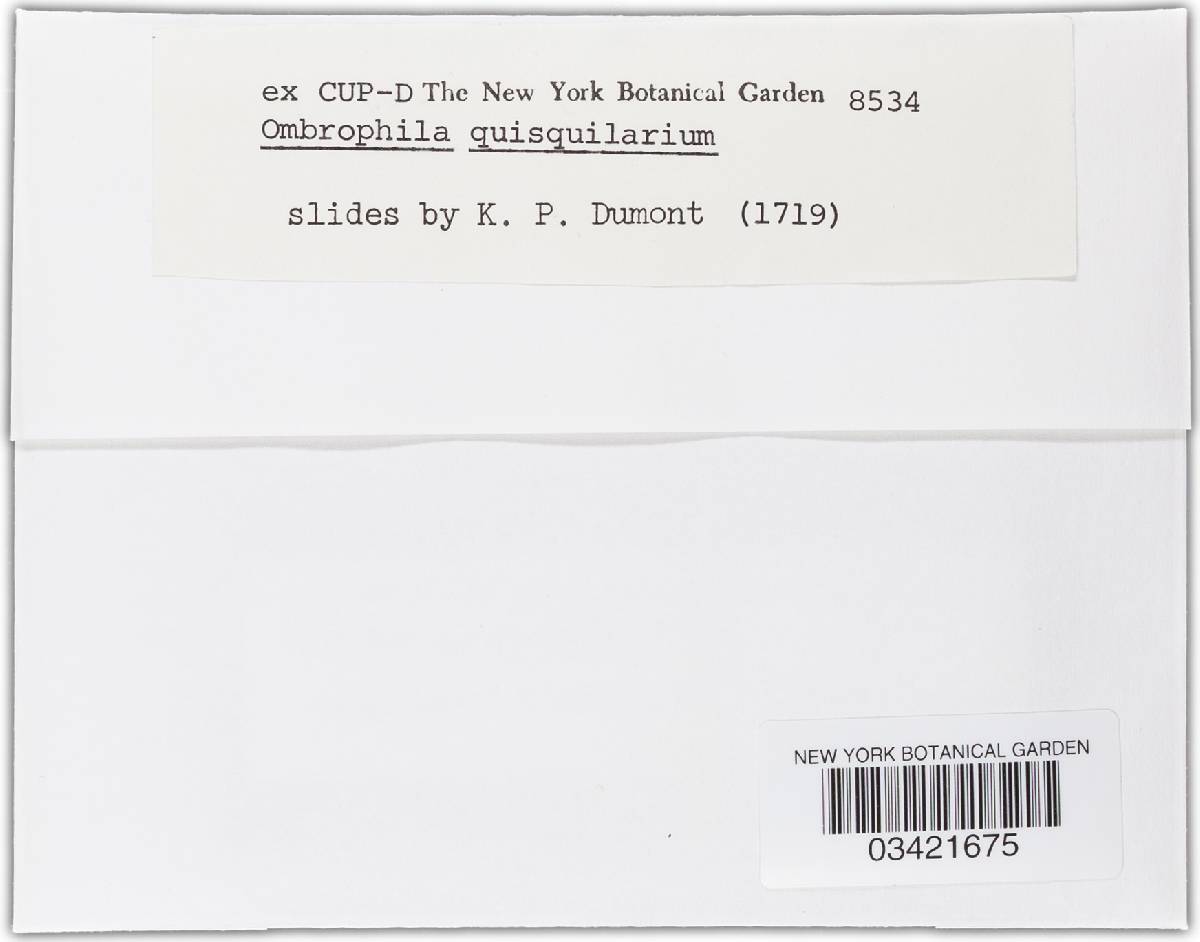 ex CUP-D The New York Botanical Garden 8534
Ombrophila quisquilarium
slides by K. P. Dumont (1719)
NEW YORK BOTANICAL GARDEN
03421675